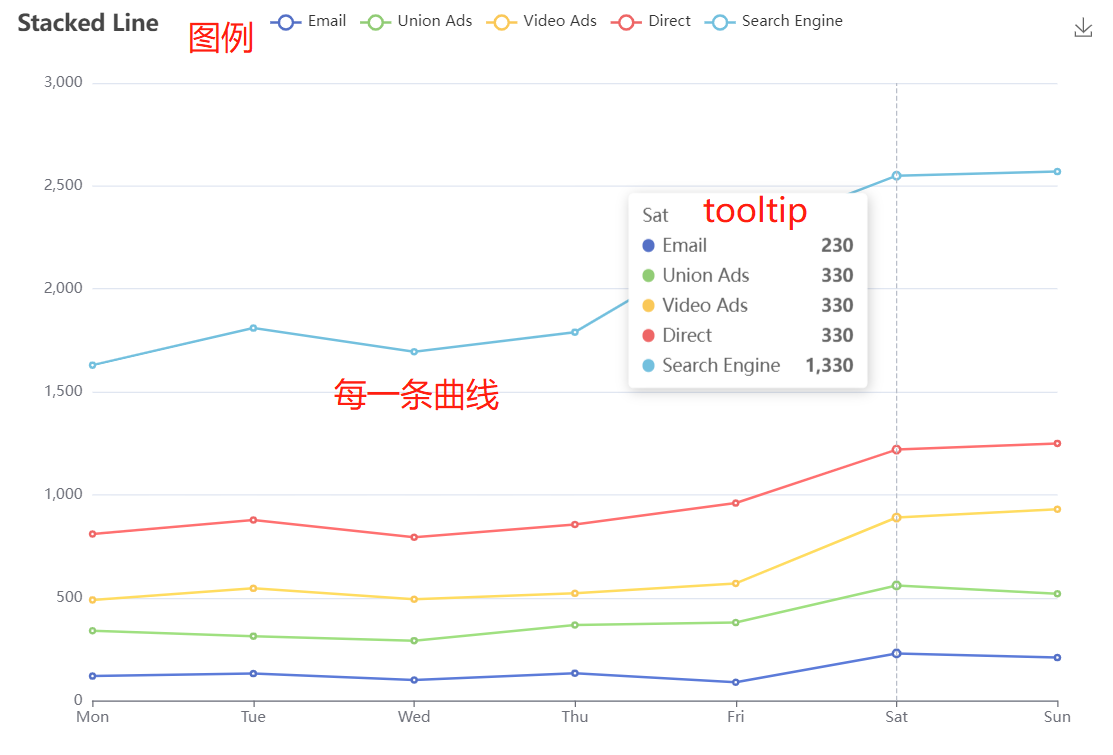 Stacked Line
图例
Email
Union Ads
Video Ads
Direct
Search Engine
3,000
2,500
2,000
1,500
1,000
500
0
tooltip
Sat
Email 230
Union Ads 330
Video Ads 330
Direct 330
Search Engine 1,330
每一条曲线
Mon
Tue
Wed
Thu
Fri
Sat
Sun